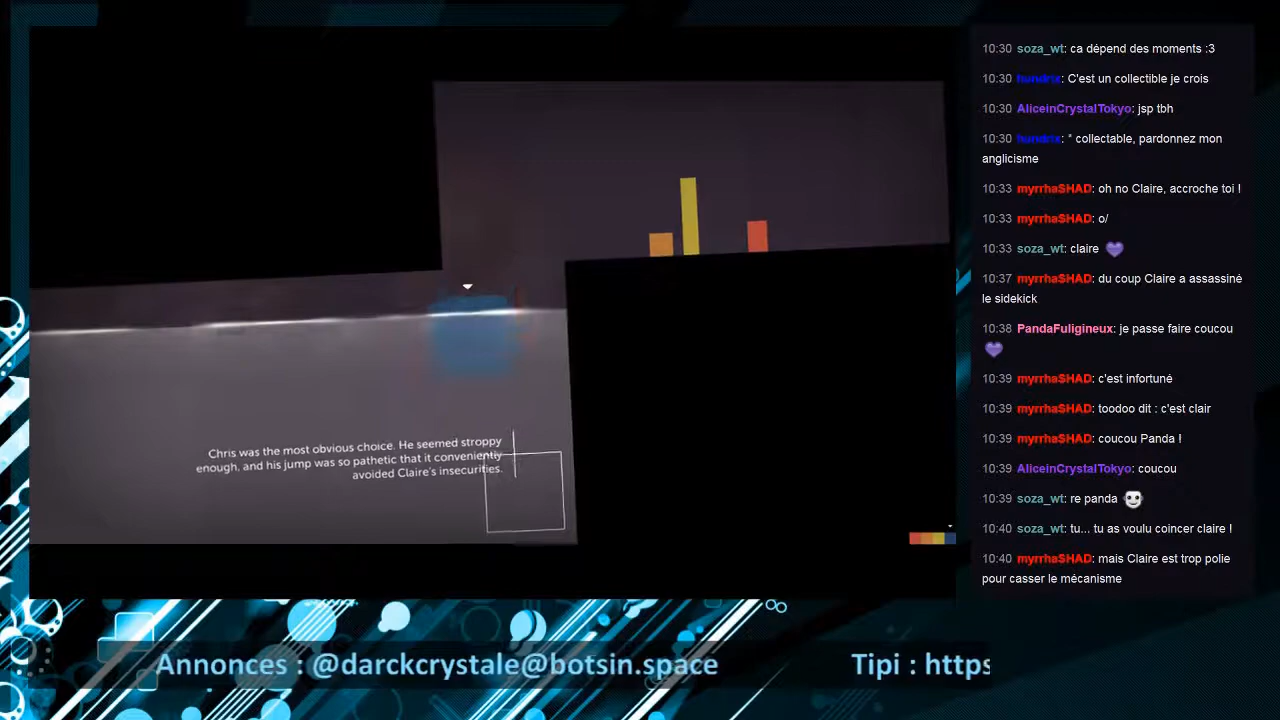 Chris was the most obvious choice. He seemed stroppy
enough, and his jump was so pathetic that it conveniently
avoided Claire's insecurities.
10:30 soza_wt: ca dépend des moments :3
10:30 hundrix: C'est un collectible je crois
10:30 AliceinCrystalTokyo: jsp tbh
10:30 hundrix: * collectable, pardonnez mon
anglicisme
10:33 myrrhaSHAD: oh no Claire, accroche toi !
10:33 myrrhaSHAD: o/
10:33 soza_wt: claire
10:37 myrrhaSHAD: du coup Claire a assassiné
le sidekick
10:38 PandaFuligineux: je passe faire coucou
10:39 myrrhaSHAD: c'est infortuné
10:39 myrrhaSHAD: toodoo dit : c'est clair
10:39 myrrhaSHAD: coucou Panda !
10:39 AliceinCrystalTokyo: coucou
10:39 soza_wt: re panda
10:40 soza_wt: tu... tu as voulu coincer claire !
10:40 myrrhaSHAD: mais Claire est trop polie
pour casser le mécanisme
Annonces : @darckcrystale@botsin.space Tipi : https